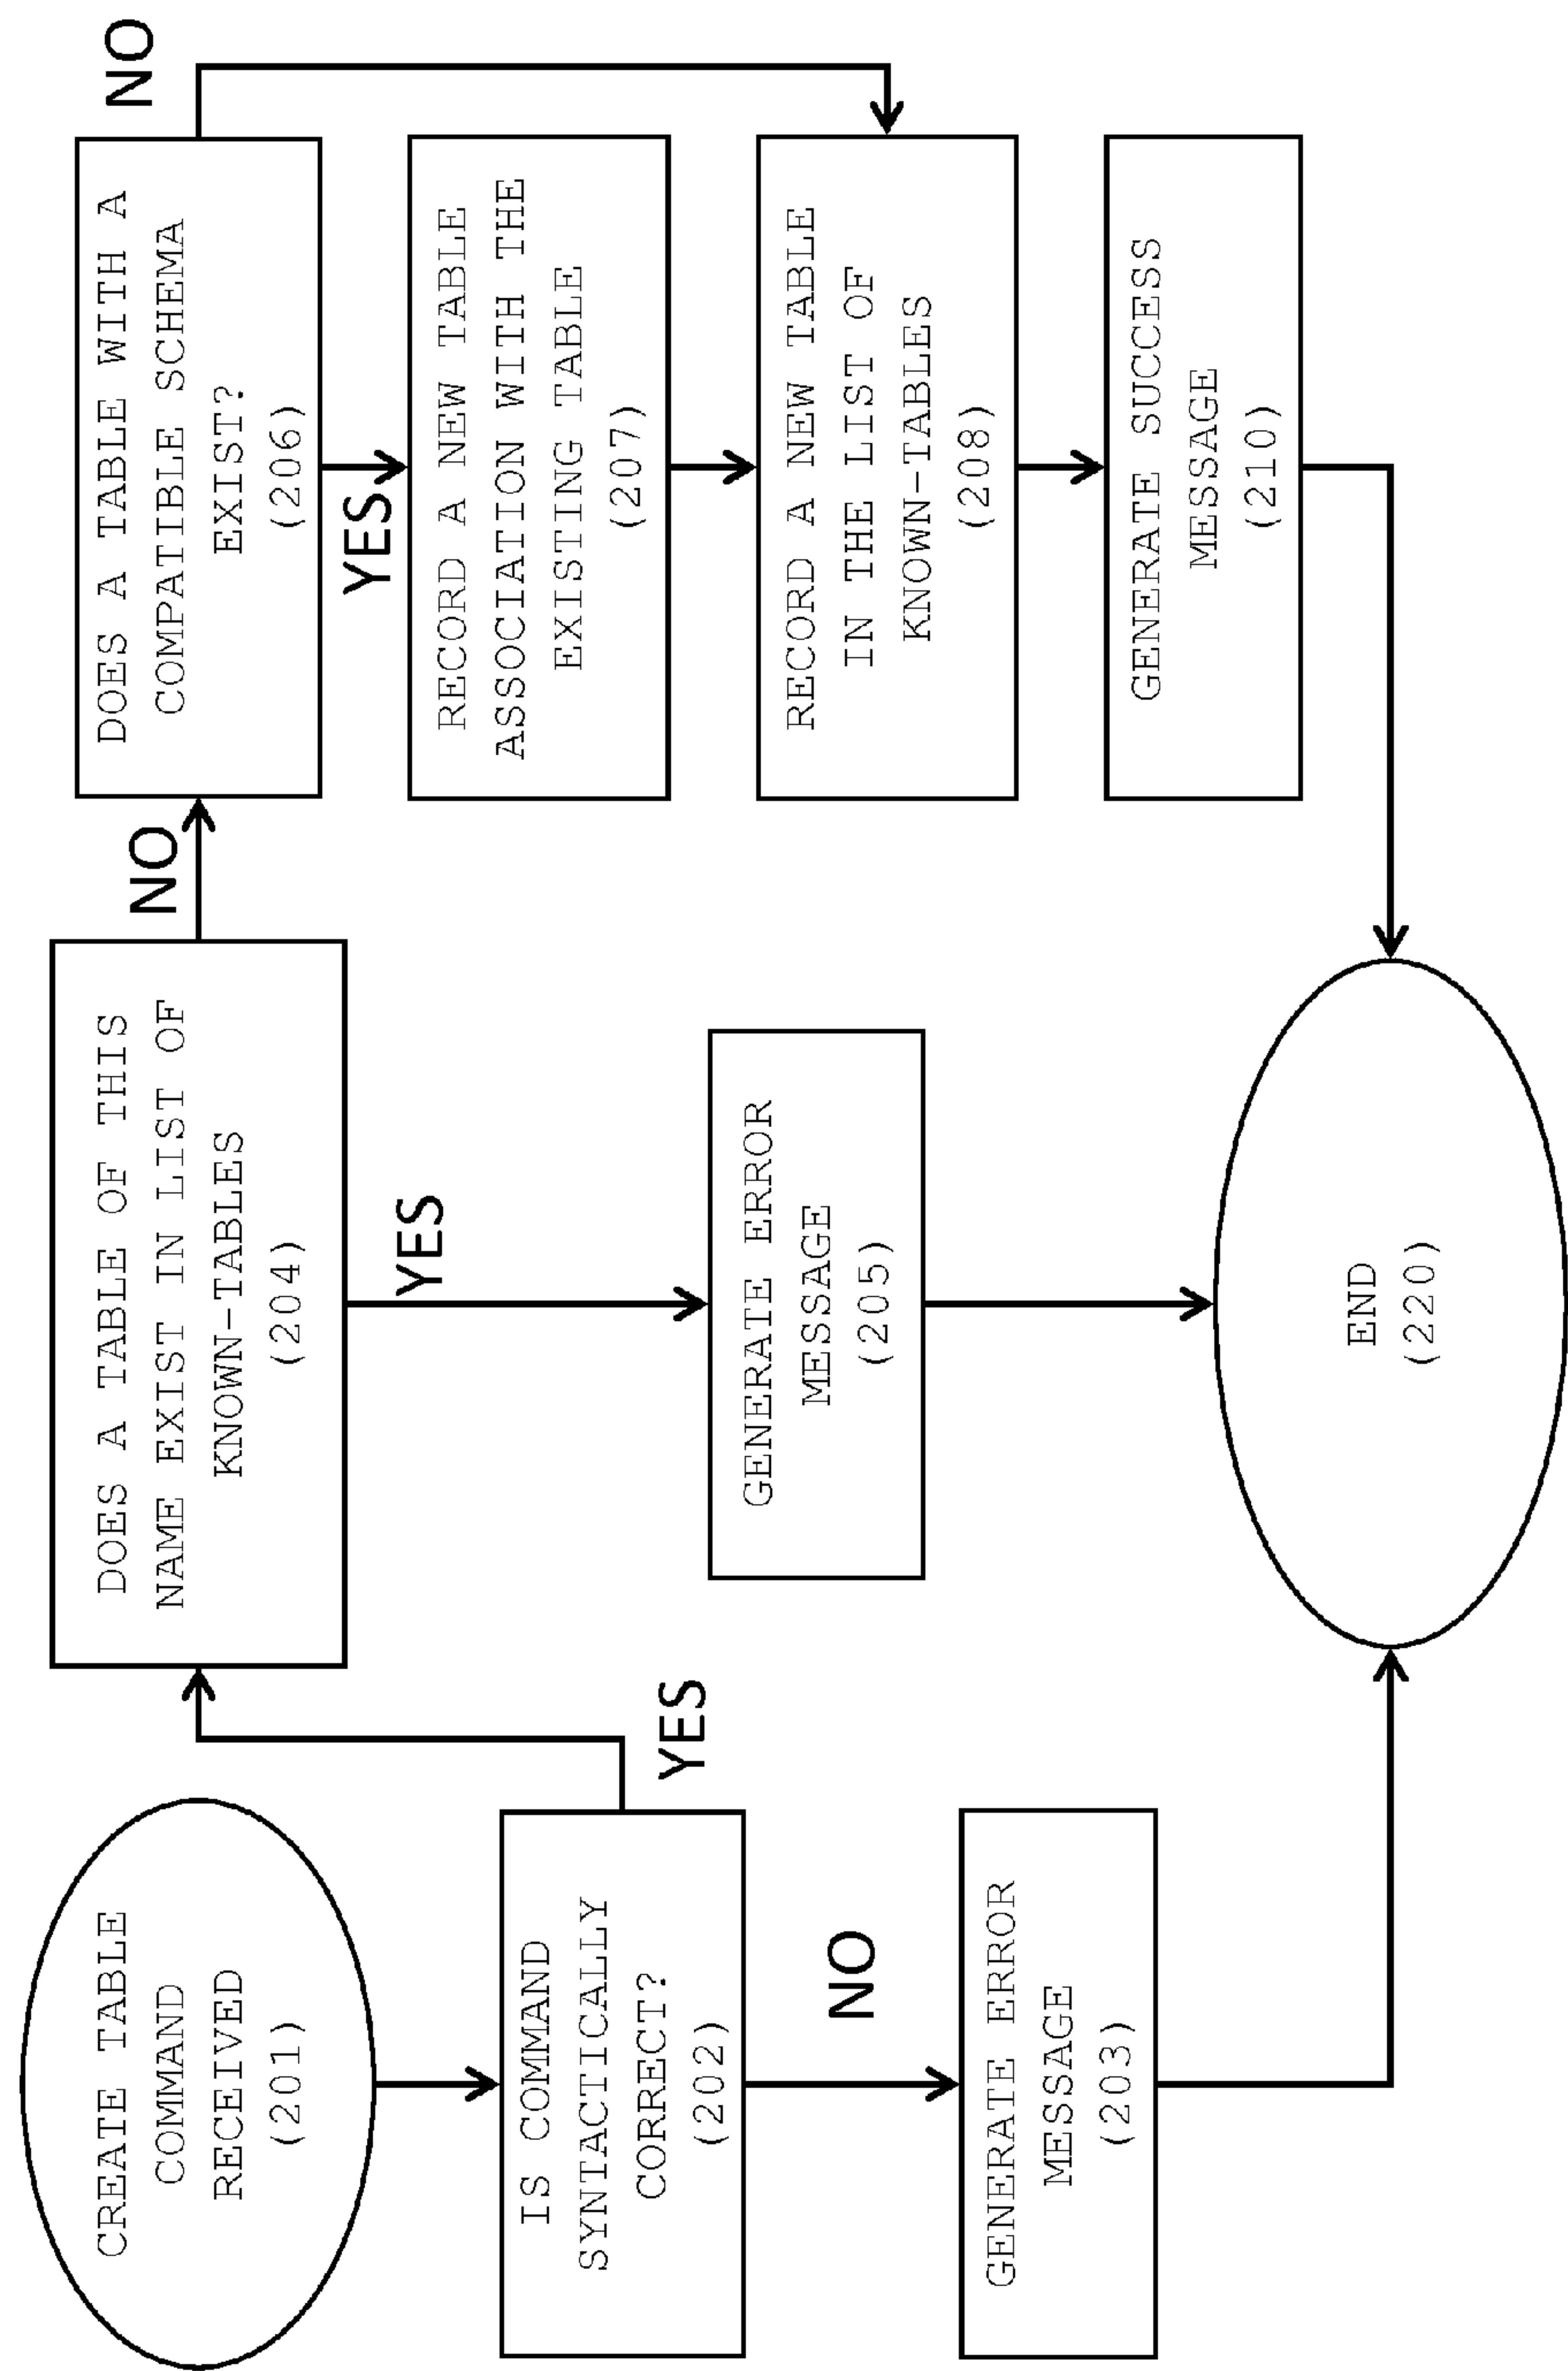 CREATE TABLE
COMMAND
RECEIVED
(201)
IS COMMAND
SYNTACTICALLY
CORRECT?
(202)
YES
NO
GENERATE ERROR
MESSAGE
(203)
DOES A TABLE OF THIS
NAME EXIST IN LIST OF
KNOWN-TABLES
(204)
NO
YES
GENERATE ERROR
MESSAGE
(205)
END
(220)
DOES A TABLE WITH A
COMPATIBLE SCHEMA
EXIST?
(206)
NO
YES
RECORD A NEW TABLE
ASSOCIATION WITH THE
EXISTING TABLE
(207)
RECORD A NEW TABLE
IN THE LIST OF
KNOWN-TABLES
(208)
GENERATE SUCCESS
MESSAGE
(210)